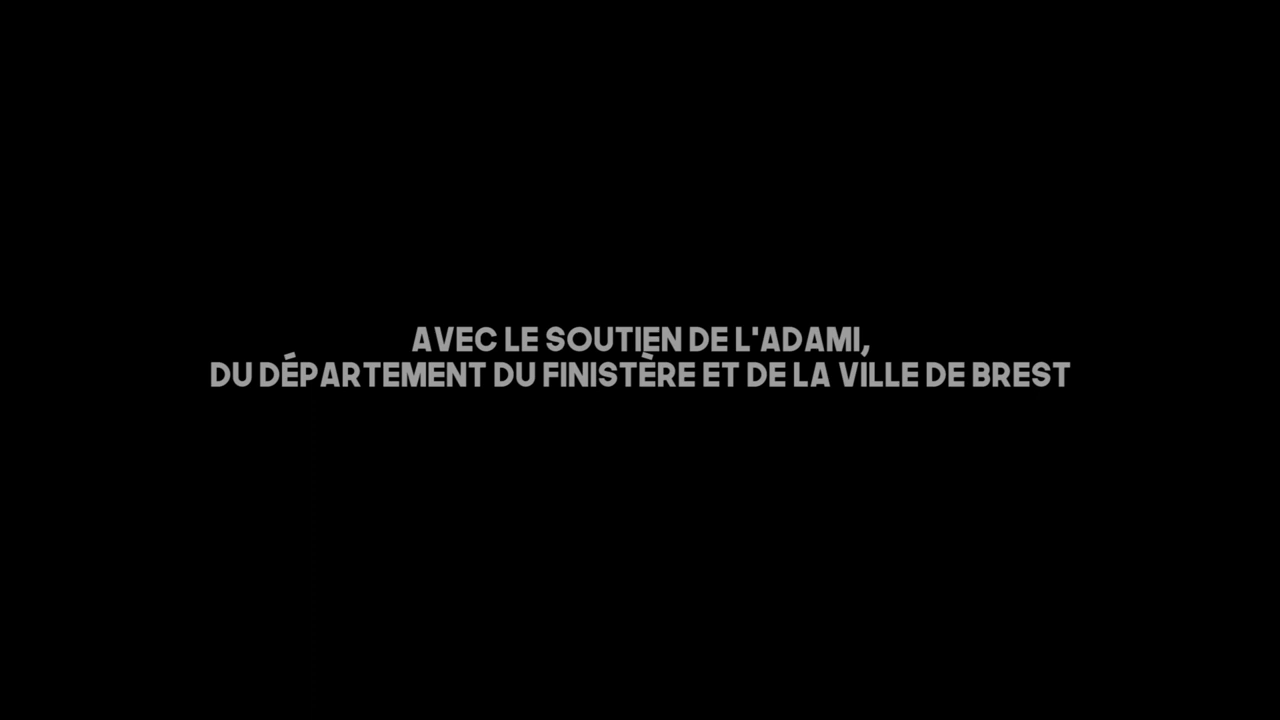 AVEC LE SOUTIEN DE L'ADAMI,
DU DÉPARTEMENT DU FINISTÈRE ET DE LA VILLE DE BREST